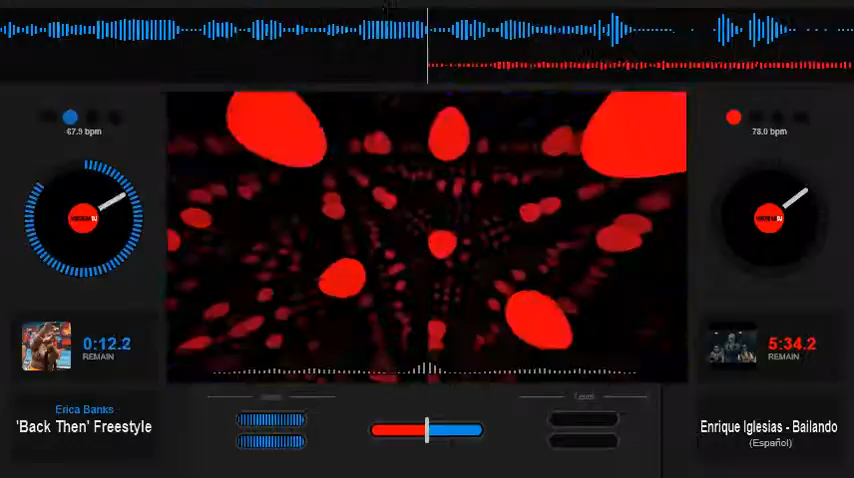 67.9 bpm
78.0 bpm
0:12.2
REMAIN
5:34.2
REMAIN
Erica Banks
'Back Then' Freestyle
Enrique Iglesias - Bailando
(Español)